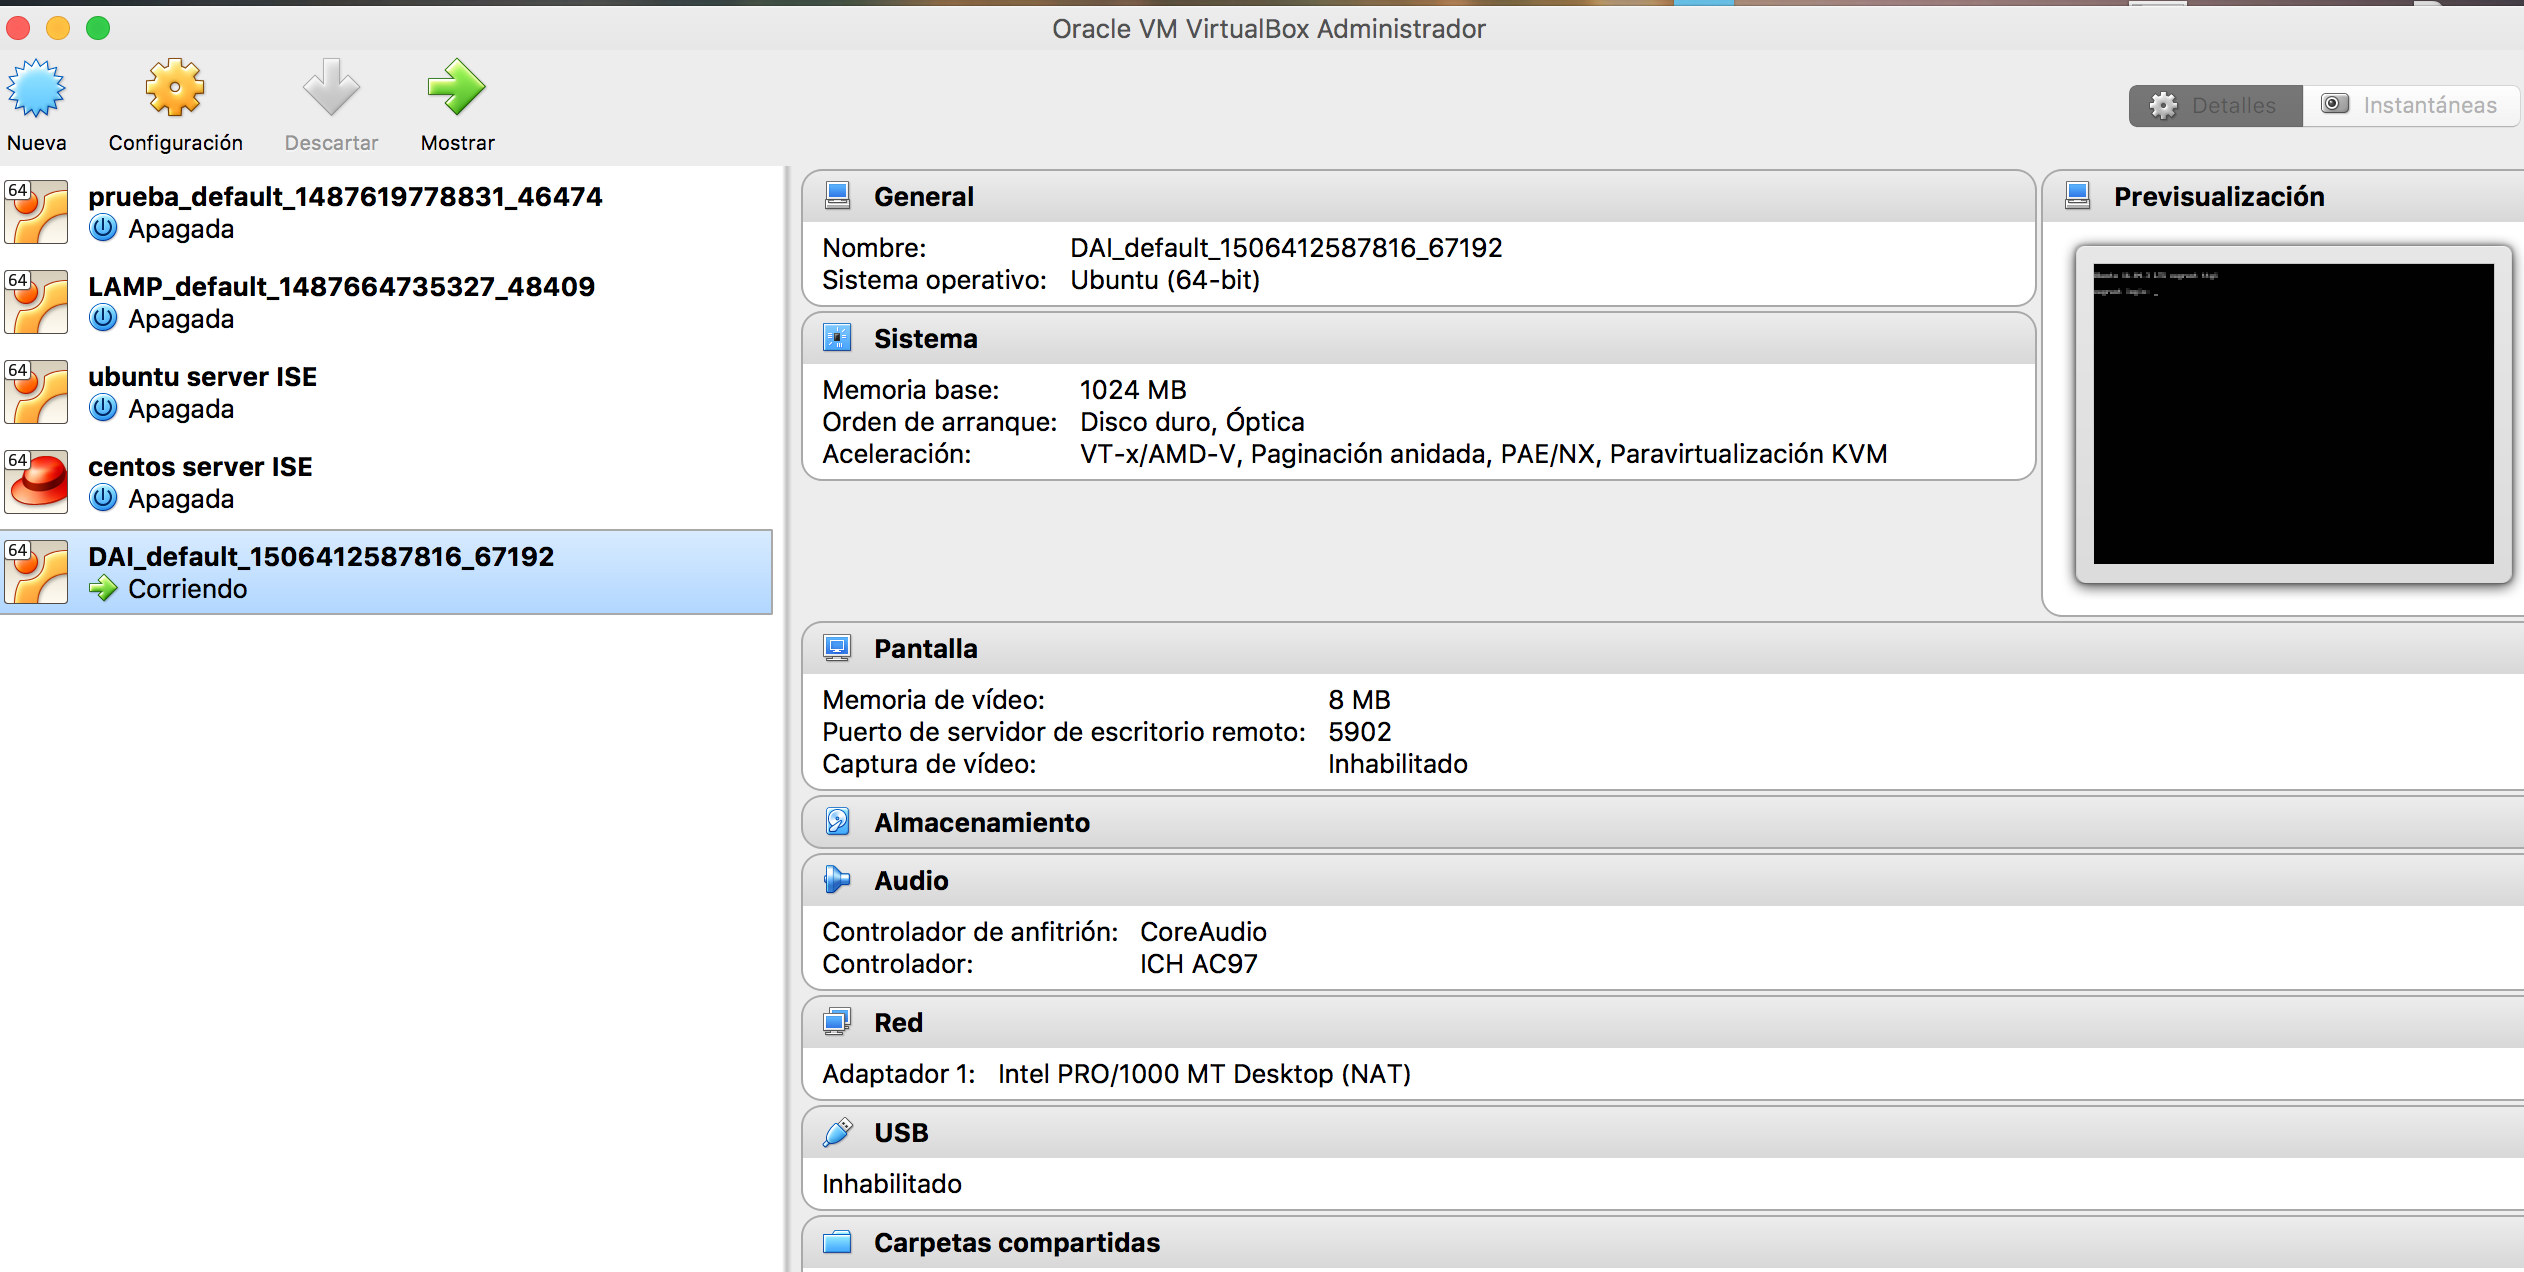 Oracle VM VirtualBox Administrador
Nueva
Configuración
Descartar
Mostrar
Detalles
Instantáneas
64
prueba_default_1487619778831_46474
Apagada
64
LAMP_default_1487664735327_48409
Apagada
64
ubuntu server ISE
Apagada
64
centos server ISE
Apagada
64
DAI_default_1506412587816_67192
Corriendo
General
Nombre: DAI_default_1506412587816_67192
Sistema operativo: Ubuntu (64-bit)
Sistema
Memoria base: 1024 MB
Orden de arranque: Disco duro, Óptica
Aceleración: VT-x/AMD-V, Paginación anidada, PAE/NX, Paravirtualización KVM
Previsualización
Pantalla
Memoria de vídeo: 8 MB
Puerto de servidor de escritorio remoto: 5902
Captura de vídeo: Inhabilitado
Almacenamiento
Audio
Controlador de anfitrión: CoreAudio
Controlador: ICH AC97
Red
Adaptador 1: Intel PRO/1000 MT Desktop (NAT)
USB
Inhabilitado
Carpetas compartidas